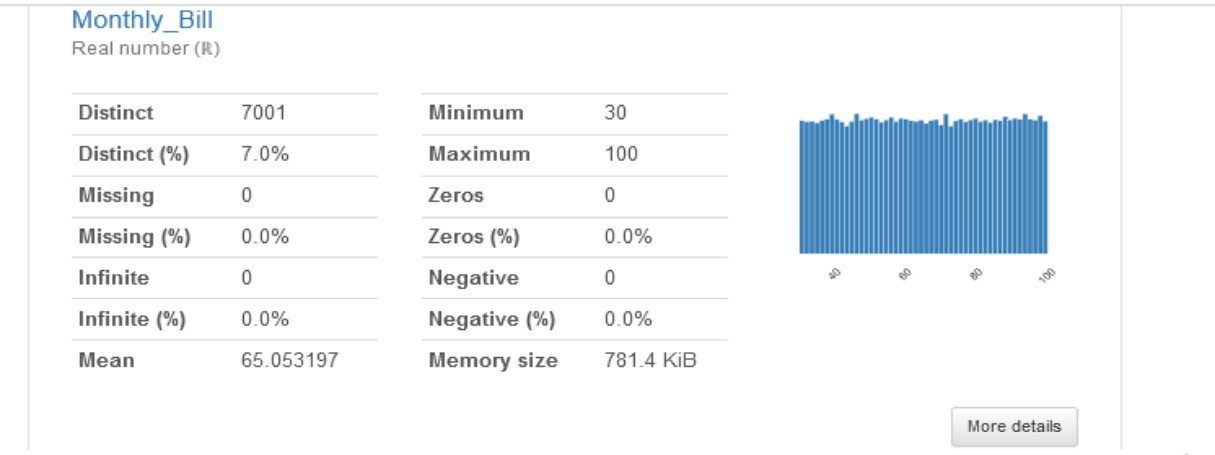 Monthly_Bill
Real number (ℝ)
Distinct 7001 Minimum 30
Distinct (%) 7.0% Maximum 100
Missing 0 Zeros 0
Missing (%) 0.0% Zeros (%) 0.0%
Infinite 0 Negative 0
Infinite (%) 0.0% Negative (%) 0.0%
Mean 65.053197 Memory size 781.4 KiB
40 60 80 100
More details